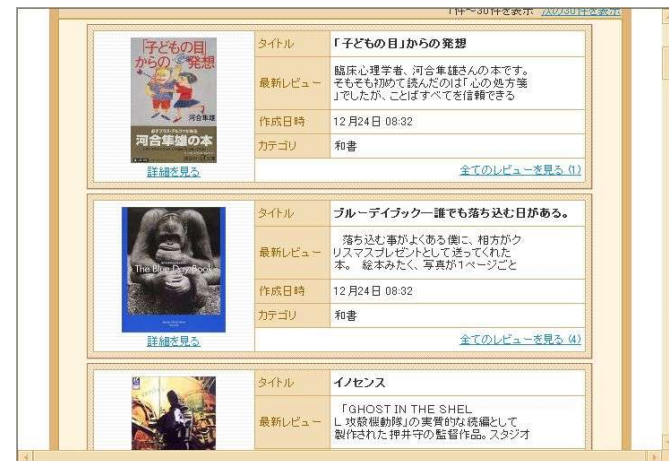 1件～30件を表示 次の30件を表示
「子どもの目」
からの発想
河合隼雄
河合隼雄の本
タイトル
「子どもの目」からの発想
最新レビュー
臨床心理学者、河合隼雄さんの本です。
そもそも初めて読んだのは「心の処方箋
」でしたが、ことばすべてを信頼できる
作成日時
12月24日 08:32
カテゴリ
和書
詳細を見る
全てのレビューを見る (1)
The Blue Day Book
タイトル
ブルーデイブック―誰でも落ち込む日がある。
最新レビュー
落ち込む事がよくある僕に、相方がク
リスマスプレゼントとして送ってくれた
本。 絵本みたく、写真が1ページごと
作成日時
12月24日 08:32
カテゴリ
和書
詳細を見る
全てのレビューを見る (4)
タイトル
イノセンス
最新レビュー
「GHOST IN THE SHEL
L 攻殻機動隊」の実質的な続編として
製作された押井守の監督作品。スタジオ